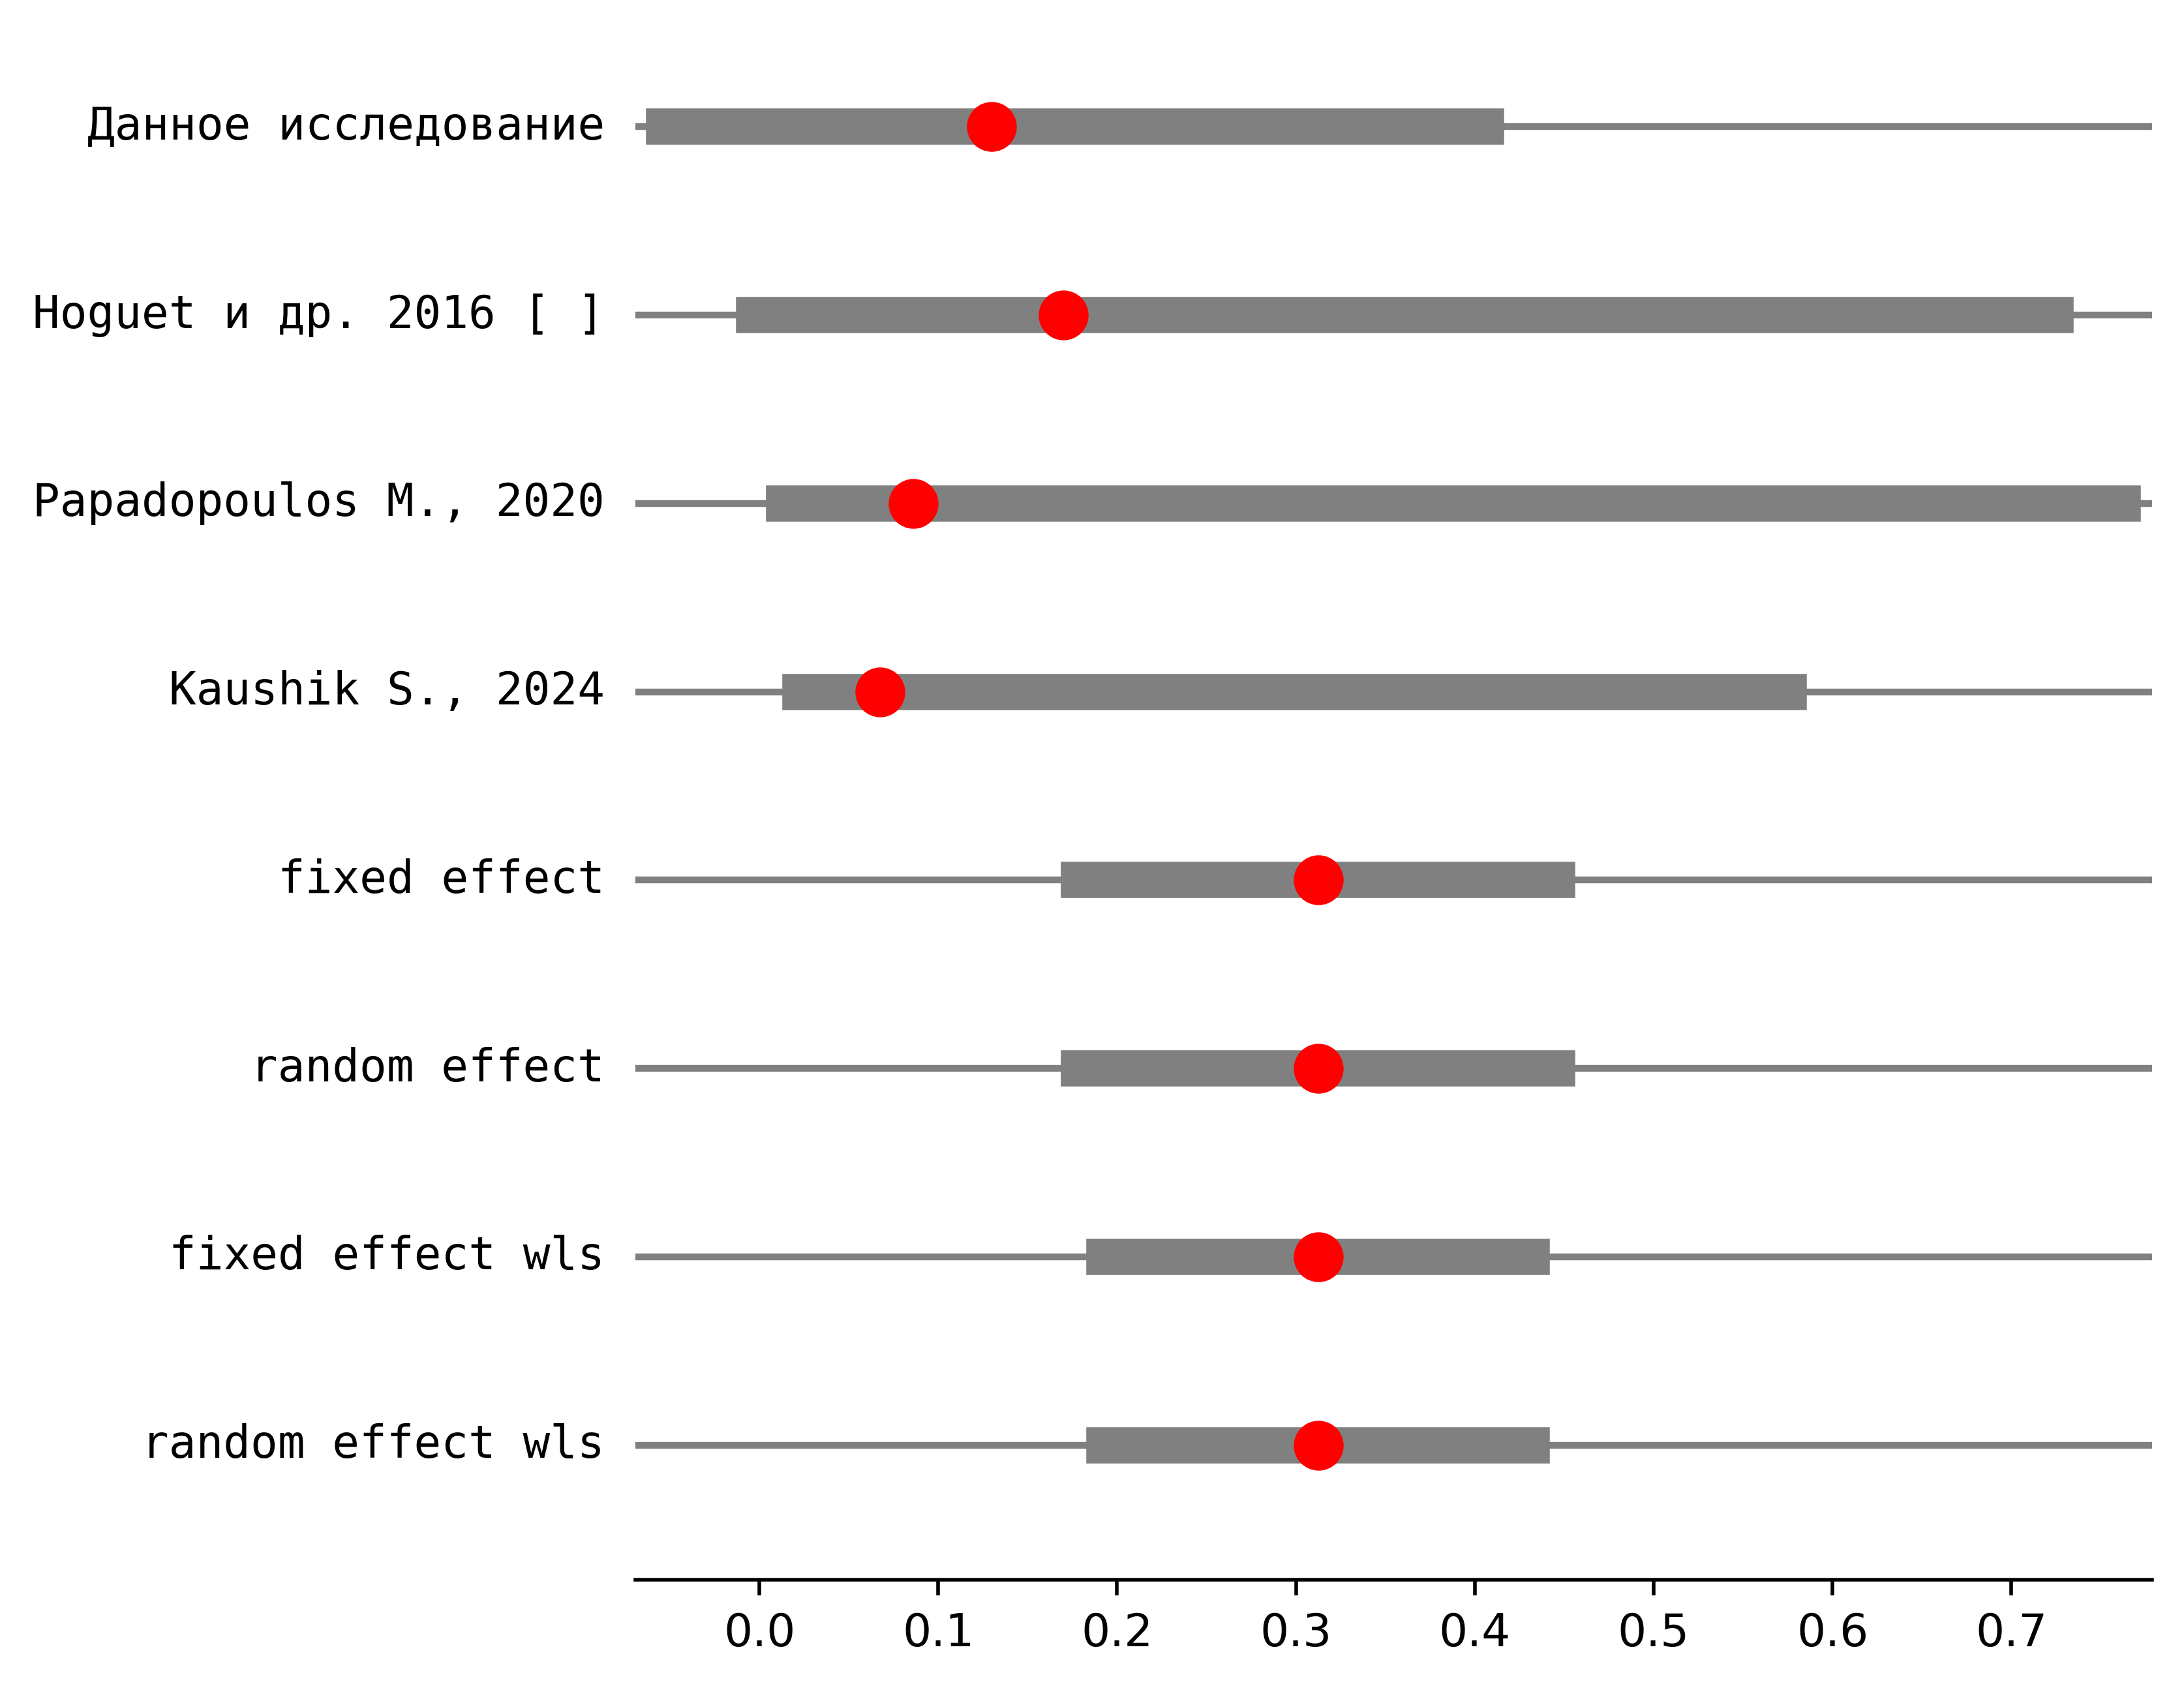 Данное исследование
Hoguet и др. 2016 [ ]
Papadopoulos M., 2020
Kaushik S., 2024
fixed effect
random effect
fixed effect wls
random effect wls
0.0 0.1 0.2 0.3 0.4 0.5 0.6 0.7